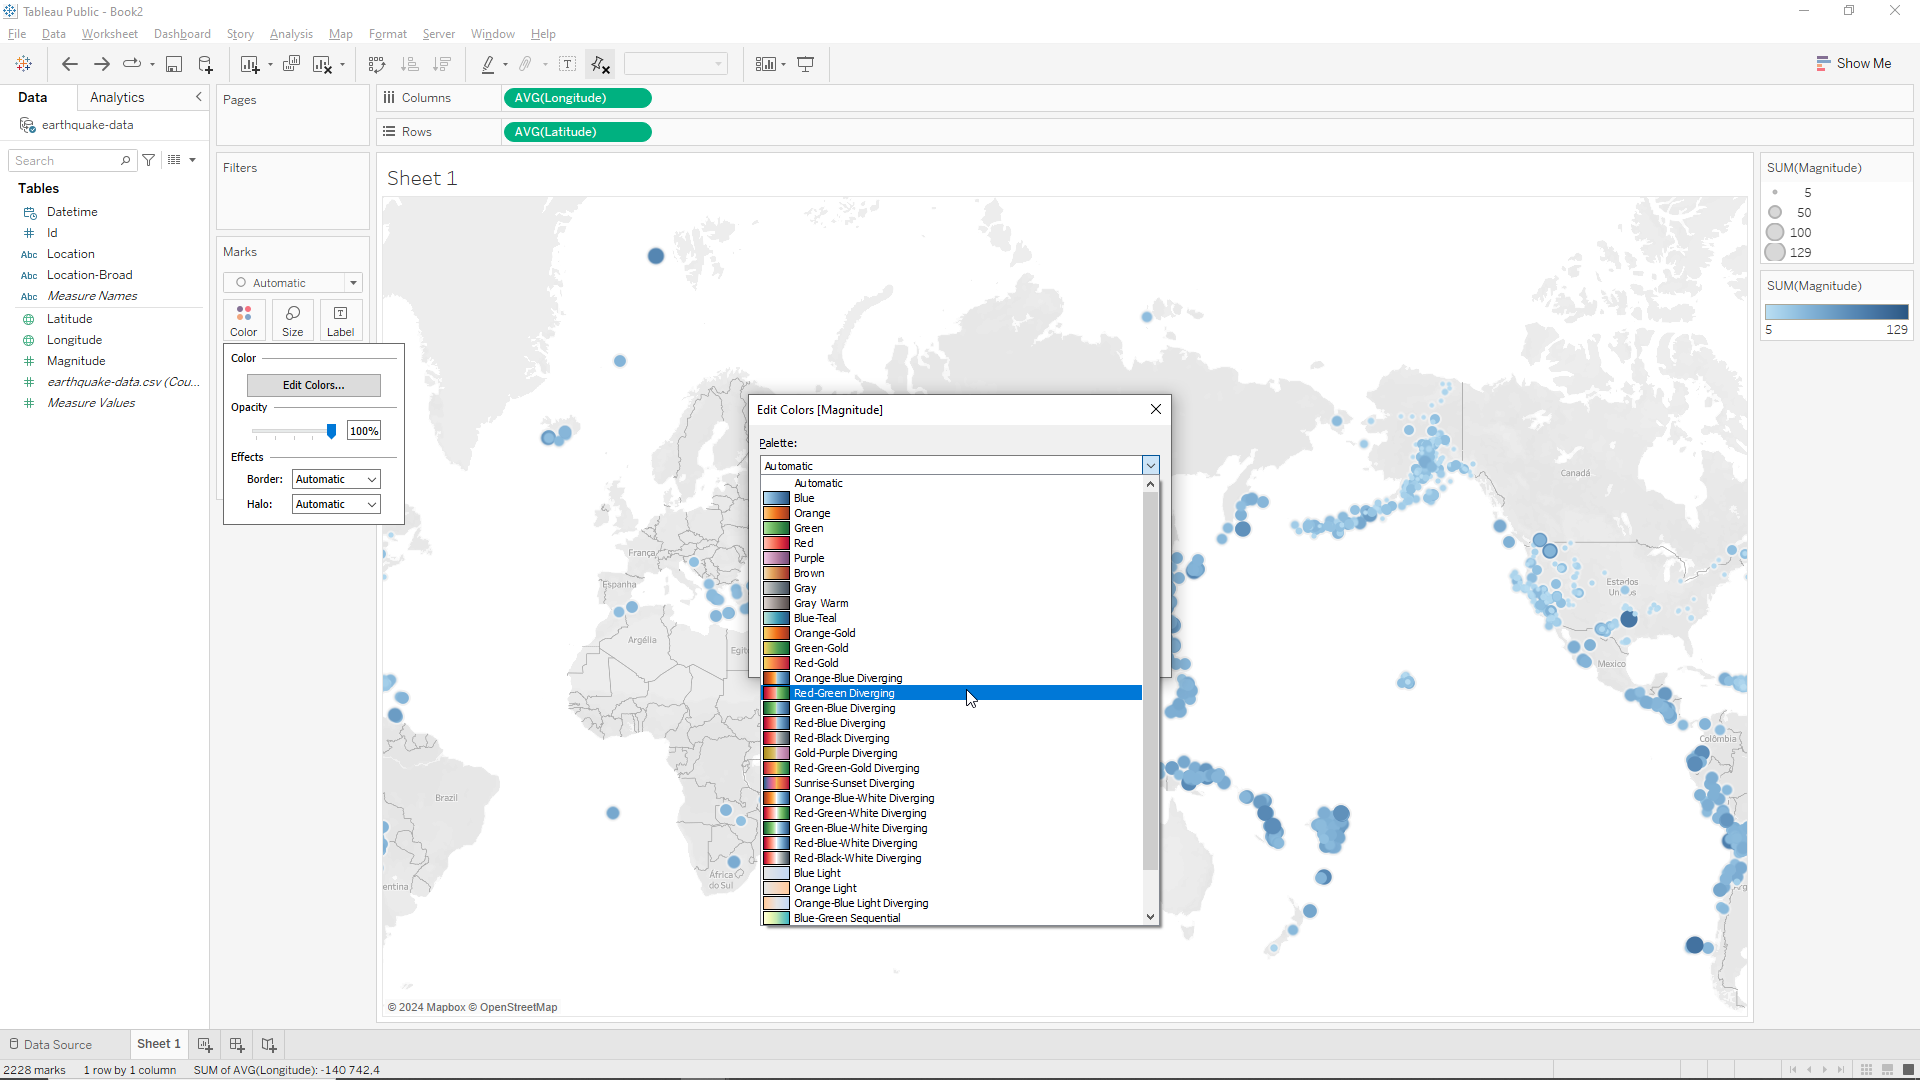 Tableau Public - Book2
File Data Worksheet Dashboard Story Analysis Map Format Server Window Help
Show Me
Data Analytics
earthquake-data
Search
Tables
Datetime
Id
Abc Location
Abc Location-Broad
Abc Measure Names
Latitude
Longitude
Magnitude
earthquake-data.csv (Cou...
Measure Values
Pages
Filters
Marks
Automatic
Color Size Label
Color
Edit Colors...
Opacity
100%
Effects
Border: Automatic
Halo: Automatic
Columns AVG(Longitude)
Rows AVG(Latitude)
Sheet 1
França
Espanha
Argélia
Egit
Brazil
entina
África
do Sul
Canadá
Estados
Un
s
Mexico
Colômbia
© 2024 Mapbox © OpenStreetMap
Edit Colors [Magnitude]
Palette:
Automatic
Automatic
Blue
Orange
Green
Red
Purple
Brown
Gray
Gray Warm
Blue-Teal
Orange-Gold
Green-Gold
Red-Gold
Orange-Blue Diverging
Red-Green Diverging
Green-Blue Diverging
Red-Blue Diverging
Red-Black Diverging
Gold-Purple Diverging
Red-Green-Gold Diverging
Sunrise-Sunset Diverging
Orange-Blue-White Diverging
Red-Green-White Diverging
Green-Blue-White Diverging
Red-Blue-White Diverging
Red-Black-White Diverging
Blue Light
Orange Light
Orange-Blue Light Diverging
Blue-Green Sequential
SUM(Magnitude)
5
50
100
129
SUM(Magnitude)
5 129
Data Source Sheet 1
2228 marks 1 row by 1 column SUM of AVG(Longitude): -140 742,4